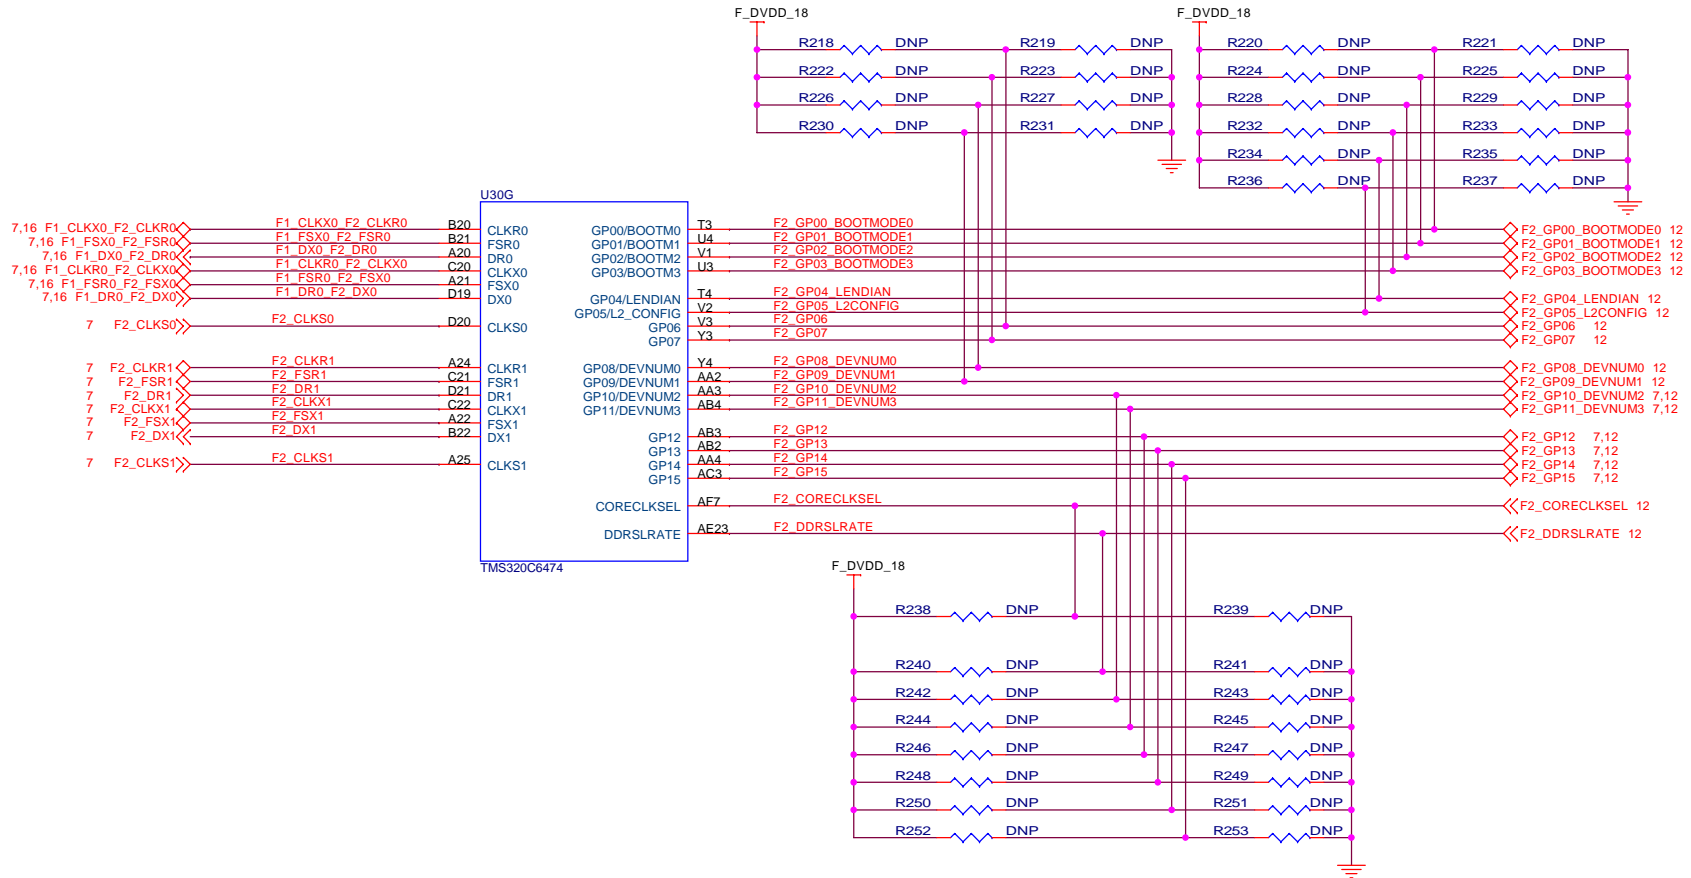 F_DVDD_18 F_DVDD_18
R218 DNP R219 DNP R220 DNP R221 DNP
R222 DNP R223 DNP R224 DNP R225 DNP
R226 DNP R227 DNP R228 DNP R229 DNP
R230 DNP R231 DNP R232 DNP R233 DNP
R234 DNP R235 DNP
R236 DNP R237 DNP
U30G
7,16 F1_CLKX0_F2_CLKR0 F1_CLKX0_F2_CLKR0 B20 CLKR0 GP00/BOOTM0 T3 F2_GP00_BOOTMODE0 F2_GP00_BOOTMODE0 12
7,16 F1_FSX0_F2_FSR0 F1_FSX0_F2_FSR0 B21 FSR0 GP01/BOOTM1 U4 F2_GP01_BOOTMODE1 F2_GP01_BOOTMODE1 12
7,16 F1_DX0_F2_DR0 F1_DX0_F2_DR0 A20 DR0 GP02/BOOTM2 V1 F2_GP02_BOOTMODE2 F2_GP02_BOOTMODE2 12
7,16 F1_CLKR0_F2_CLKX0 F1_CLKR0_F2_CLKX0 C20 CLKX0 GP03/BOOTM3 U3 F2_GP03_BOOTMODE3 F2_GP03_BOOTMODE3 12
7,16 F1_FSR0_F2_FSX0 F1_FSR0_F2_FSX0 A21 FSX0
7,16 F1_DR0_F2_DX0 F1_DR0_F2_DX0 D19 DX0 GP04/LENDIAN T4 F2_GP04_LENDIAN F2_GP04_LENDIAN 12
GP05/L2_CONFIG V2 F2_GP05_L2CONFIG F2_GP05_L2CONFIG 12
7 F2_CLKS0 F2_CLKS0 D20 CLKS0 GP06 V3 F2_GP06 F2_GP06 12
GP07 Y3 F2_GP07 F2_GP07 12
7 F2_CLKR1 F2_CLKR1 A24 CLKR1 GP08/DEVNUM0 Y4 F2_GP08_DEVNUM0 F2_GP08_DEVNUM0 12
7 F2_FSR1 F2_FSR1 C21 FSR1 GP09/DEVNUM1 AA2 F2_GP09_DEVNUM1 F2_GP09_DEVNUM1 12
7 F2_DR1 F2_DR1 D21 DR1 GP10/DEVNUM2 AA3 F2_GP10_DEVNUM2 F2_GP10_DEVNUM2 7,12
7 F2_CLKX1 F2_CLKX1 C22 CLKX1 GP11/DEVNUM3 AB4 F2_GP11_DEVNUM3 F2_GP11_DEVNUM3 7,12
7 F2_FSX1 F2_FSX1 A22 FSX1
7 F2_DX1 F2_DX1 B22 DX1 GP12 AB3 F2_GP12 F2_GP12 7,12
GP13 AB2 F2_GP13 F2_GP13 7,12
7 F2_CLKS1 F2_CLKS1 A25 CLKS1 GP14 AA4 F2_GP14 F2_GP14 7,12
GP15 AC3 F2_GP15 F2_GP15 7,12
CORECLKSEL AF7 F2_CORECLKSEL F2_CORECLKSEL 12
DDRSLRATE AE23 F2_DDRSLRATE F2_DDRSLRATE 12
TMS320C6474
F_DVDD_18
R238 DNP R239 DNP
R240 DNP R241 DNP
R242 DNP R243 DNP
R244 DNP R245 DNP
R246 DNP R247 DNP
R248 DNP R249 DNP
R250 DNP R251 DNP
R252 DNP R253 DNP